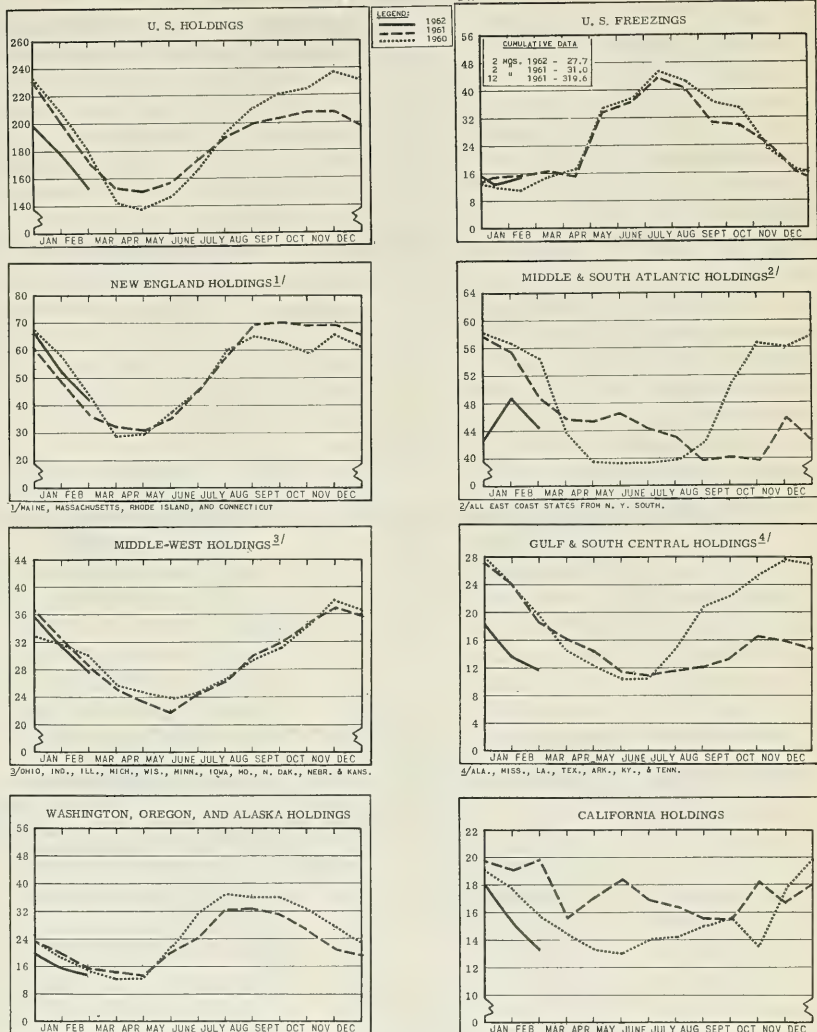 LEGEND:
1962
1961
1960
U. S. HOLDINGS
260
240
220
200
180
160
140
0
JAN FEB MAR APR MAY JUNE JULY AUG SEPT OCT NOV DEC
U. S. FREEZINGS
CUMULATIVE DATA
2 MOS. 1962 - 27.7
2 " 1961 - 31.0
12 " 1961 - 319.6
56
48
40
32
24
16
8
0
JAN FEB MAR APR MAY JUNE JULY AUG SEPT OCT NOV DEC
NEW ENGLAND HOLDINGS 1/
80
70
60
50
40
30
20
0
JAN FEB MAR APR MAY JUNE JULY AUG SEPT OCT NOV DEC
1/MAINE, MASSACHUSETTS, RHODE ISLAND, AND CONNECTICUT
MIDDLE & SOUTH ATLANTIC HOLDINGS 2/
64
60
56
52
48
44
40
0
JAN FEB MAR APR MAY JUNE JULY AUG SEPT OCT NOV DEC
2/ALL EAST COAST STATES FROM N. Y. SOUTH.
MIDDLE-WEST HOLDINGS 3/
44
40
36
32
28
24
20
0
JAN FEB MAR APR MAY JUNE JULY AUG SEPT OCT NOV DEC
3/OHIO, IND., ILL., MICH., WIS., MINN., IOWA, MO., N. DAK., NEBR. & KANS.
GULF & SOUTH CENTRAL HOLDINGS 4/
28
24
20
16
12
8
4
0
JAN FEB MAR APR MAY JUNE JULY AUG SEPT OCT NOV DEC
4/ALA., MISS., LA., TEX., ARK., KY., & TENN.
WASHINGTON, OREGON, AND ALASKA HOLDINGS
56
48
40
32
24
16
8
0
JAN FEB MAR APR MAY JUNE JULY AUG SEPT OCT NOV DEC
CALIFORNIA HOLDINGS
22
20
18
16
14
12
10
0
JAN FEB MAR APR MAY JUNE JULY AUG SEPT OCT NOV DEC